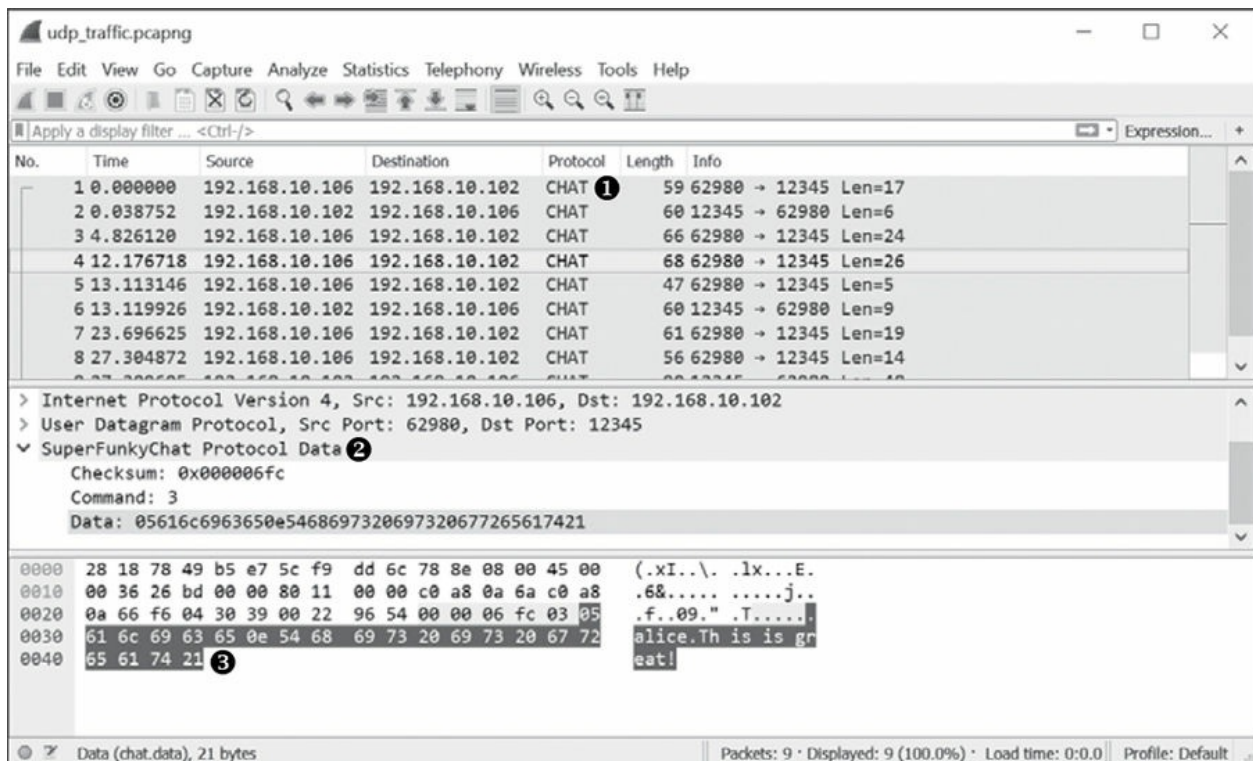 udp_traffic.pcapng
File Edit View Go Capture Analyze Statistics Telephony Wireless Tools Help
Apply a display filter ... <Ctrl-/> Expression... +
No. Time Source Destination Protocol Length Info
1 0.000000 192.168.10.106 192.168.10.102 CHAT ❶ 59 62980 → 12345 Len=17
2 0.038752 192.168.10.102 192.168.10.106 CHAT 60 12345 → 62980 Len=6
3 4.826120 192.168.10.106 192.168.10.102 CHAT 66 62980 → 12345 Len=24
4 12.176718 192.168.10.106 192.168.10.102 CHAT 68 62980 → 12345 Len=26
5 13.113146 192.168.10.106 192.168.10.102 CHAT 47 62980 → 12345 Len=5
6 13.119926 192.168.10.102 192.168.10.106 CHAT 60 12345 → 62980 Len=9
7 23.696625 192.168.10.106 192.168.10.102 CHAT 61 62980 → 12345 Len=19
8 27.304872 192.168.10.106 192.168.10.102 CHAT 56 62980 → 12345 Len=14
> Internet Protocol Version 4, Src: 192.168.10.106, Dst: 192.168.10.102
> User Datagram Protocol, Src Port: 62980, Dst Port: 12345
SuperFunkyChat Protocol Data ❷
Checksum: 0x000006fc
Command: 3
Data: 05616c6963650e5468697320697320677265617421
0000 28 18 78 49 b5 e7 5c f9 dd 6c 78 8e 08 00 45 00 (.xI..\. .lx...E.
0010 00 36 26 bd 00 00 80 11 00 00 c0 a8 0a 6a c0 a8 .6&..... .....j..
0020 0a 66 f6 04 30 39 00 22 96 54 00 00 06 fc 03 05 .f..09." .T......
0030 61 6c 69 63 65 0e 54 68 69 73 20 69 73 20 67 72 alice.Th is is gr
0040 65 61 74 21 ❸ eat!
Data (chat.data), 21 bytes Packets: 9 · Displayed: 9 (100.0%) · Load time: 0:0.0 Profile: Default